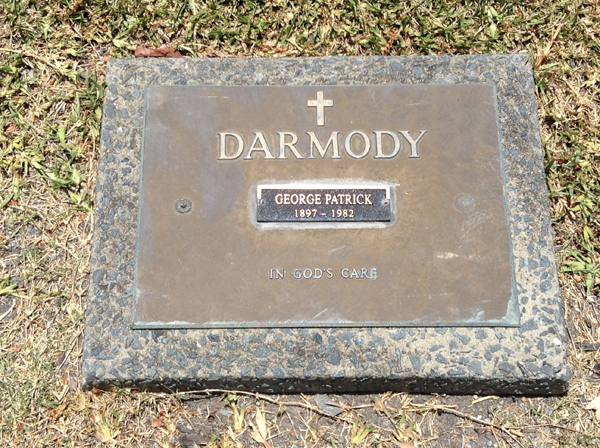 DARMODY
GEORGE PATRICK
1897 - 1982
IN GOD'S CARE